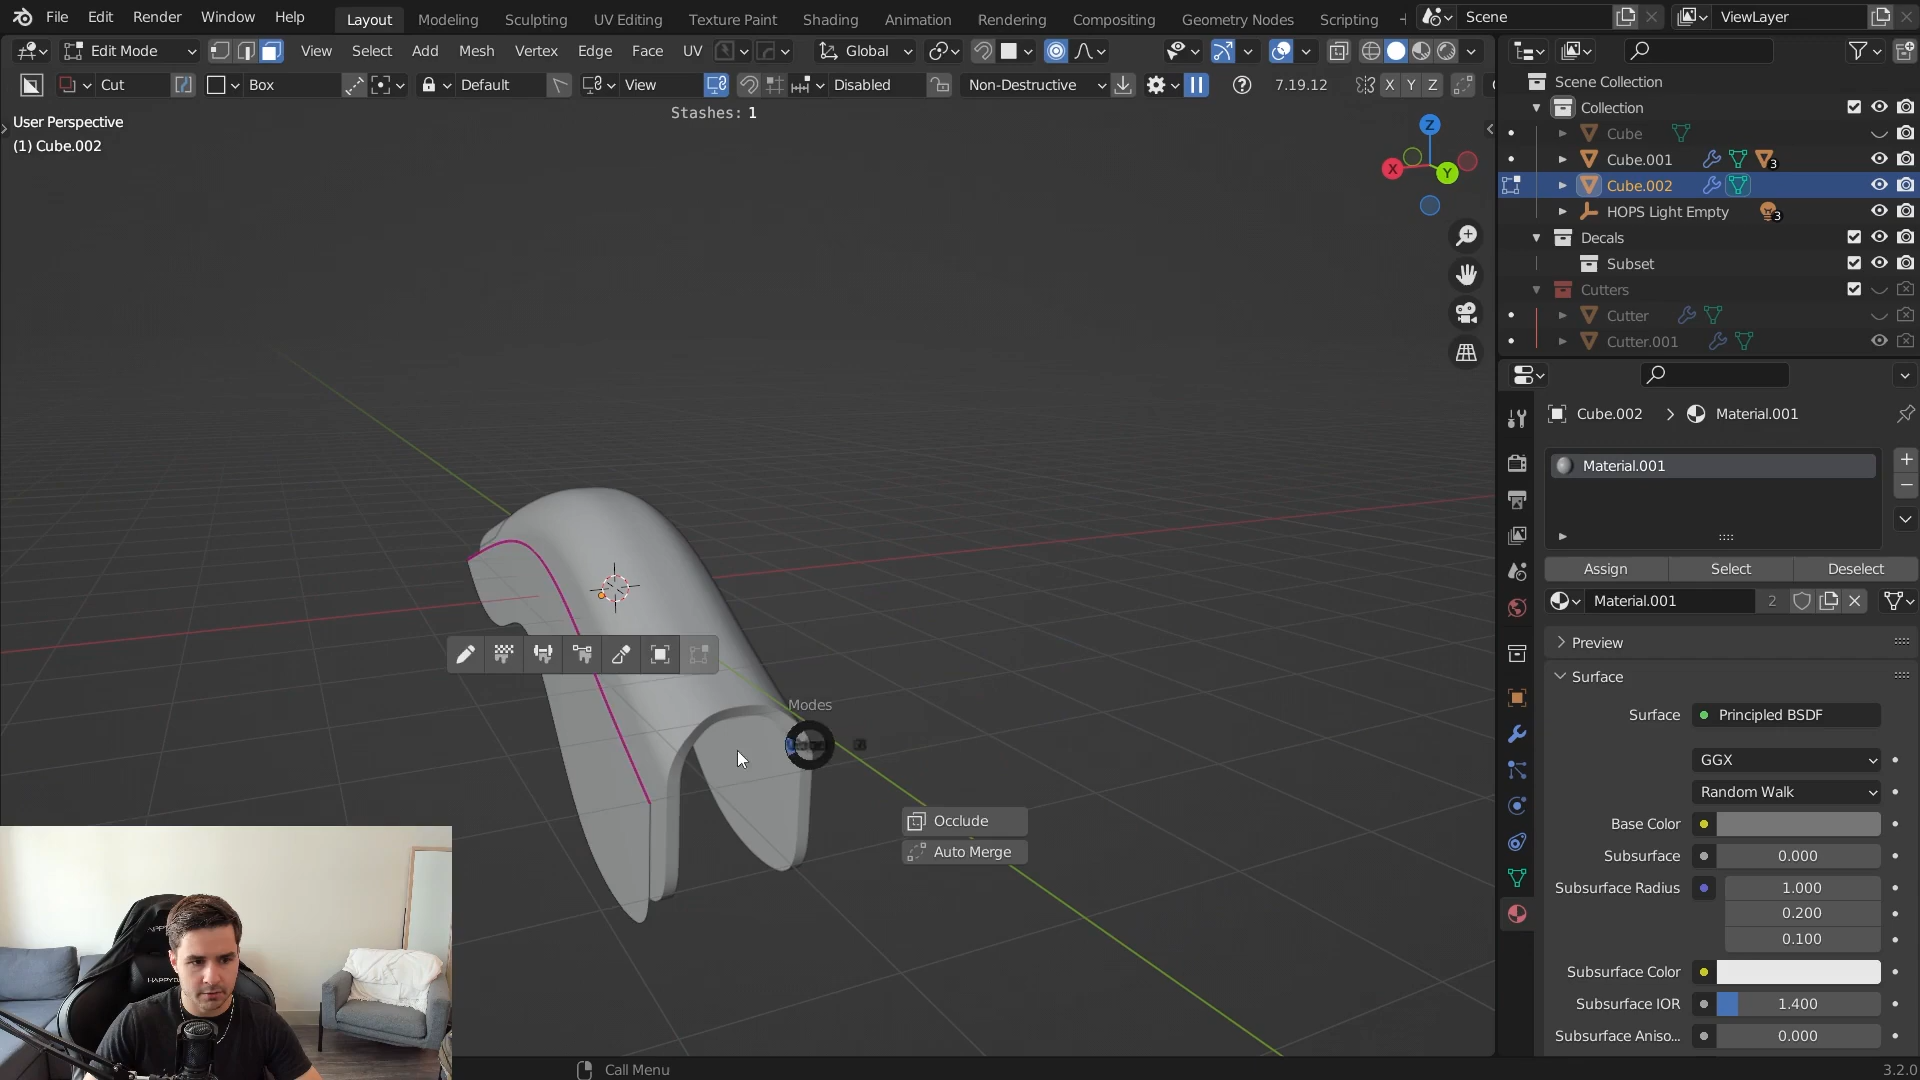 File Edit Render Window Help Layout Modeling Sculpting UV Editing Texture Paint Shading Animation Rendering Compositing Geometry Nodes Scripting Scene ViewLayer
Edit Mode View Select Add Mesh Vertex Edge Face UV Global
Cut Box Default View Disabled Non-Destructive 7.19.12 X Y Z
Stashes: 1
User Perspective
(1) Cube.002
Z
X
Y
Modes
Occlude
Auto Merge
Call Menu
Scene Collection
Collection
Cube
Cube.001 3
Cube.002
HOPS Light Empty 3
Decals
Subset
Cutters
Cutter
Cutter.001
Cube.002 > Material.001
Material.001
Assign Select Deselect
Material.001 2
Preview
Surface
Surface Principled BSDF
GGX
Random Walk
Base Color
Subsurface 0.000
Subsurface Radius 1.000
0.200
0.100
Subsurface Color
Subsurface IOR 1.400
Subsurface Aniso... 0.000
3.2.0